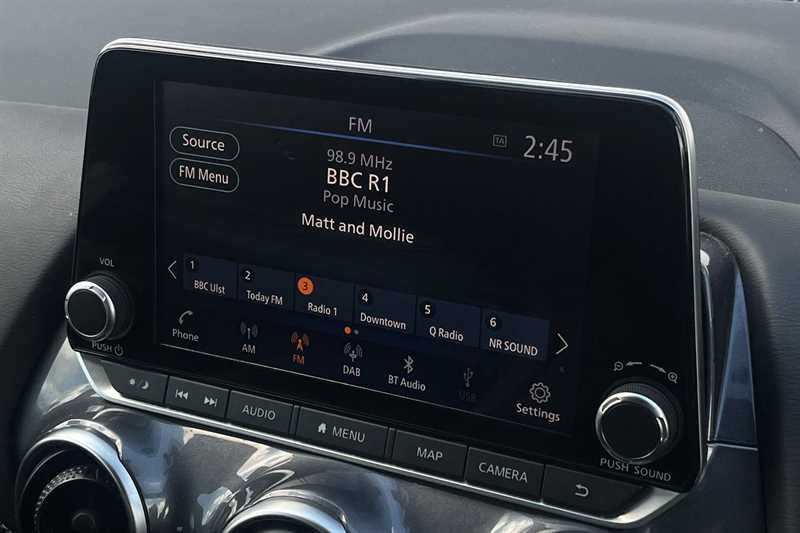 FM
TA
2:45
Source
98.9 MHz
FM Menu
BBC R1
Pop Music
Matt and Mollie
1
BBC Ulst
2
Today FM
3
Radio 1
4
Downtown
5
Q Radio
6
NR SOUND
Phone
AM
FM
DAB
BT Audio
USB
Settings
VOL
PUSH
AUDIO
MENU
MAP
CAMERA
PUSH SOUND